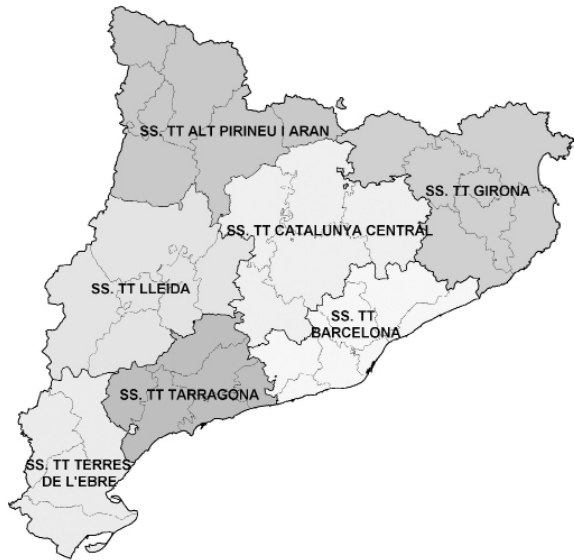 SS. TT ALT PIRINEU I ARAN
SS. TT GIRONA
SS. TT CATALUNYA CENTRAL
SS. TT LLEIDA
SS. TT
BARCELONA
SS. TT TARRAGONA
SS. TT TERRES
DE L'EBRE